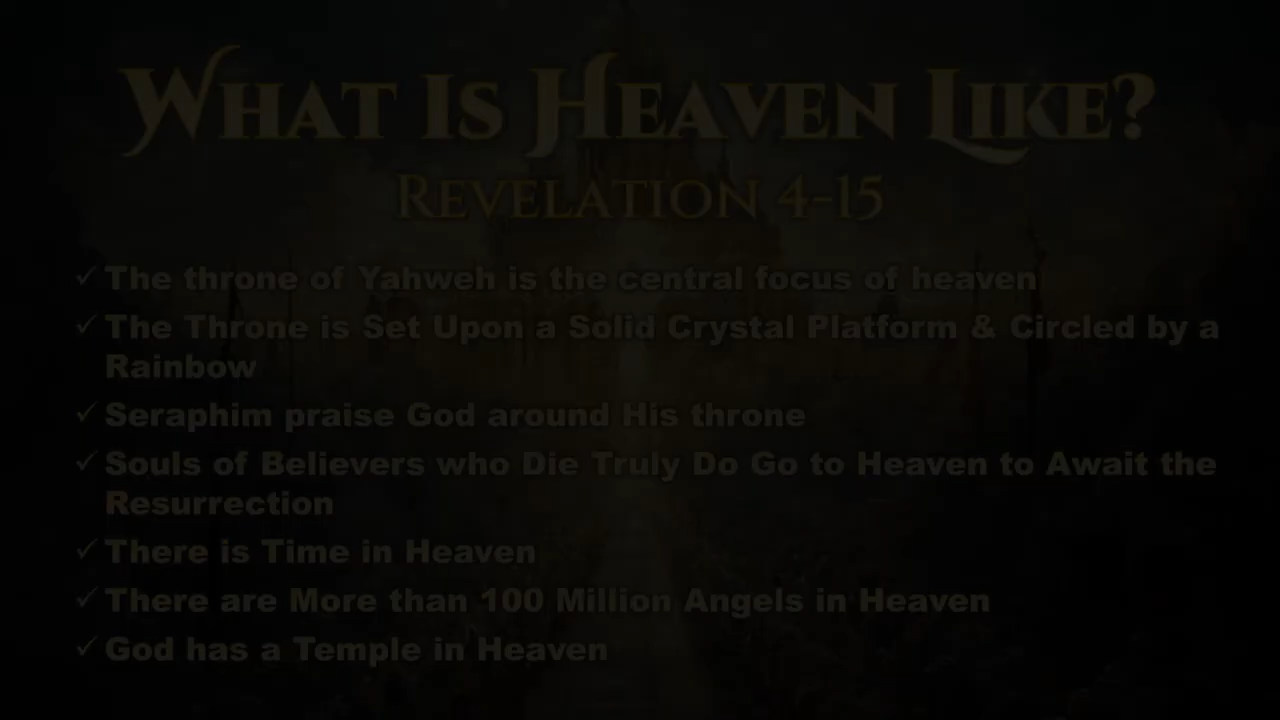 What Is Heaven Like?
Revelation 4-15
✓ The throne of Yahweh is the central focus of heaven
✓ The Throne is Set Upon a Solid Crystal Platform & Circled by a
Rainbow
✓ Seraphim praise God around His throne
✓ Souls of Believers who Die Truly Do Go to Heaven to Await the
Resurrection
✓ There is Time in Heaven
✓ There are More than 100 Million Angels in Heaven
✓ God has a Temple in Heaven